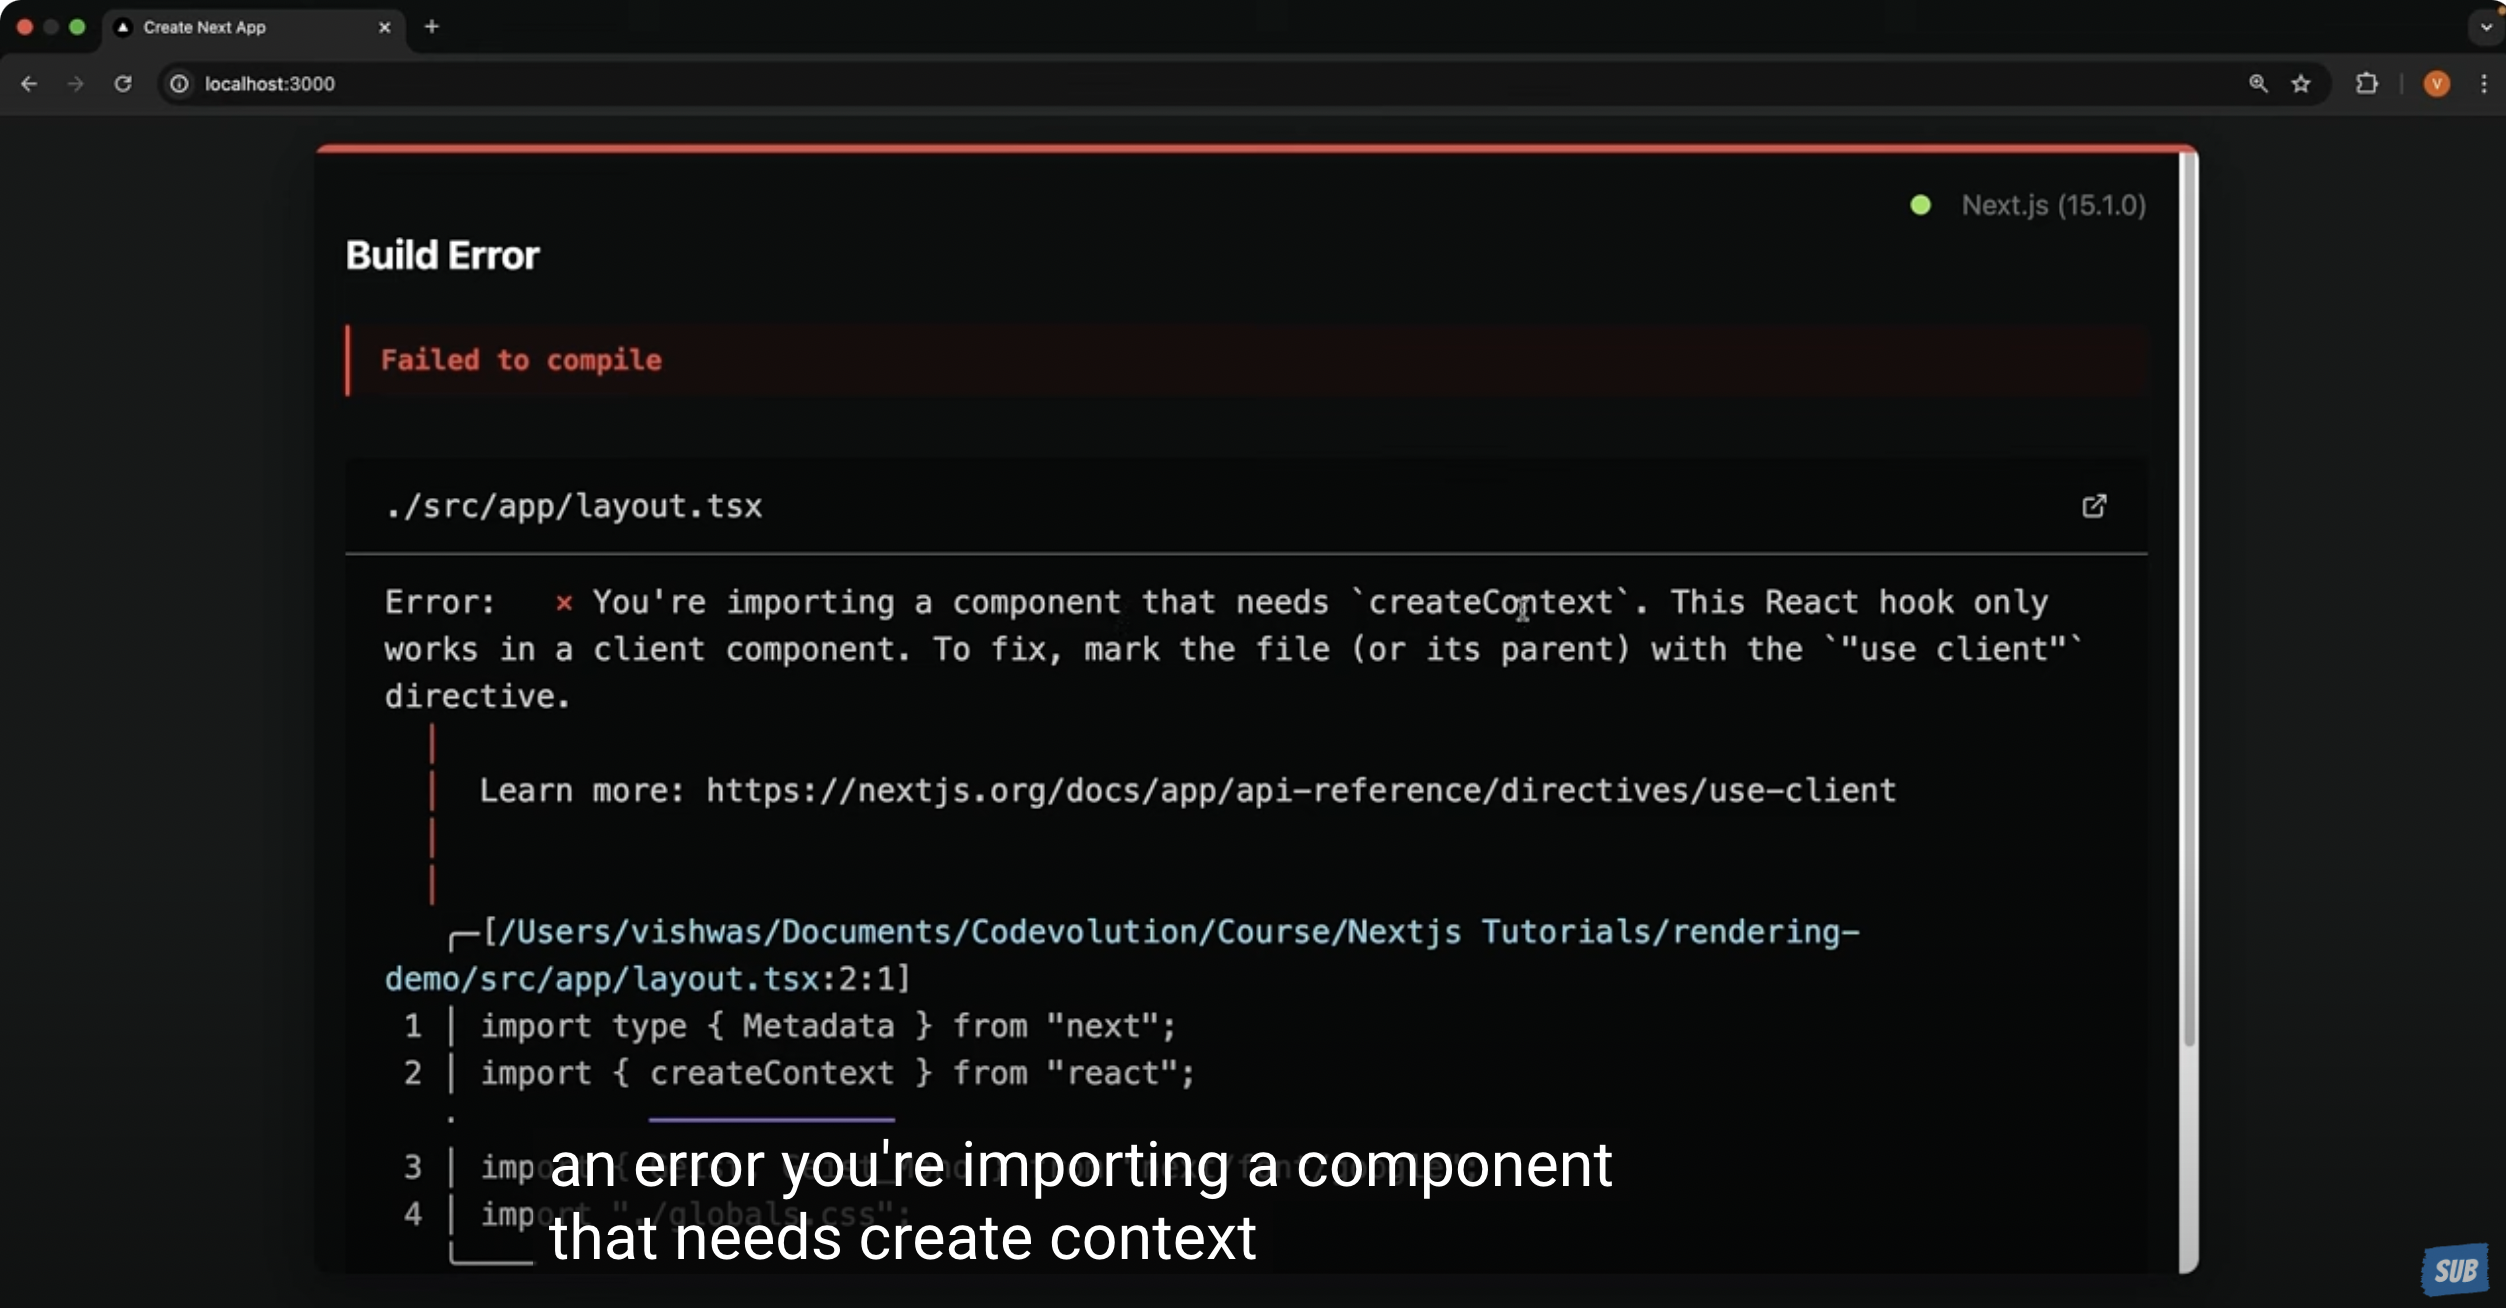 Create Next App
localhost:3000
V
Next.js (15.1.0)
Build Error
Failed to compile
./src/app/layout.tsx
Error: × You're importing a component that needs `createContext`. This React hook only
works in a client component. To fix, mark the file (or its parent) with the `"use client"`
directive.
Learn more: https://nextjs.org/docs/app/api-reference/directives/use-client
[/Users/vishwas/Documents/Codevolution/Course/Nextjs Tutorials/rendering-
demo/src/app/layout.tsx:2:1]
1 | import type { Metadata } from "next";
2 | import { createContext } from "react";
3 | imp
an error you're importing a component
4 | import "./globals.css";
that needs create context
SUB